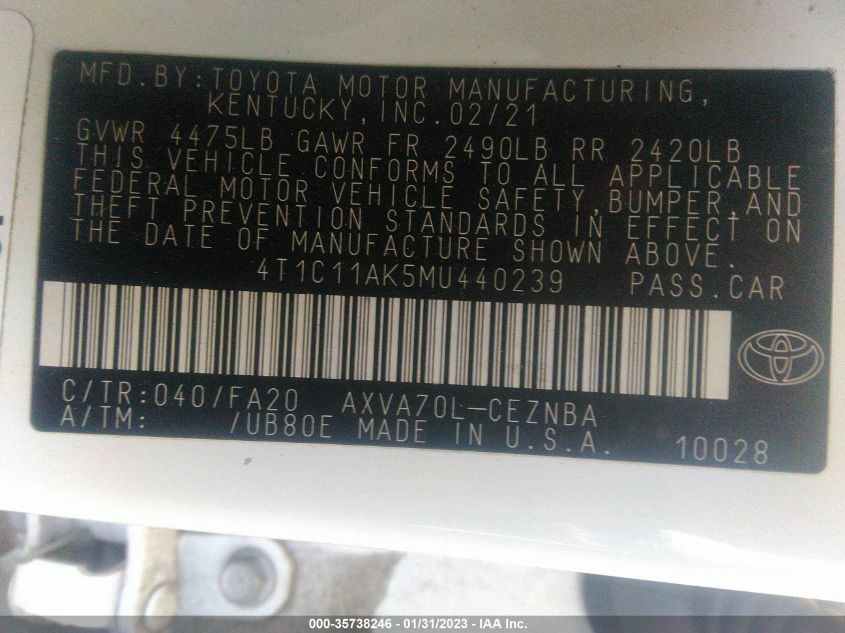 MFD. BY: TOYOTA MOTOR MANUFACTURING,
KENTUCKY, INC. 02/21
GVWR 4475LB GAWR FR 2490LB RR 2420LB
THIS VEHICLE CONFORMS TO ALL APPLICABLE
FEDERAL MOTOR VEHICLE SAFETY, BUMPER, AND
THEFT PREVENTION STANDARDS IN EFFECT ON
THE DATE OF MANUFACTURE SHOWN ABOVE.
4T1C11AK5MU440239 PASS. CAR
C/TR: 040/FA20 AXVA70L-CEZNBA
A/TM: /UB80E MADE IN U.S.A. 10028
000-35738246 - 01/31/2023 - IAA Inc.